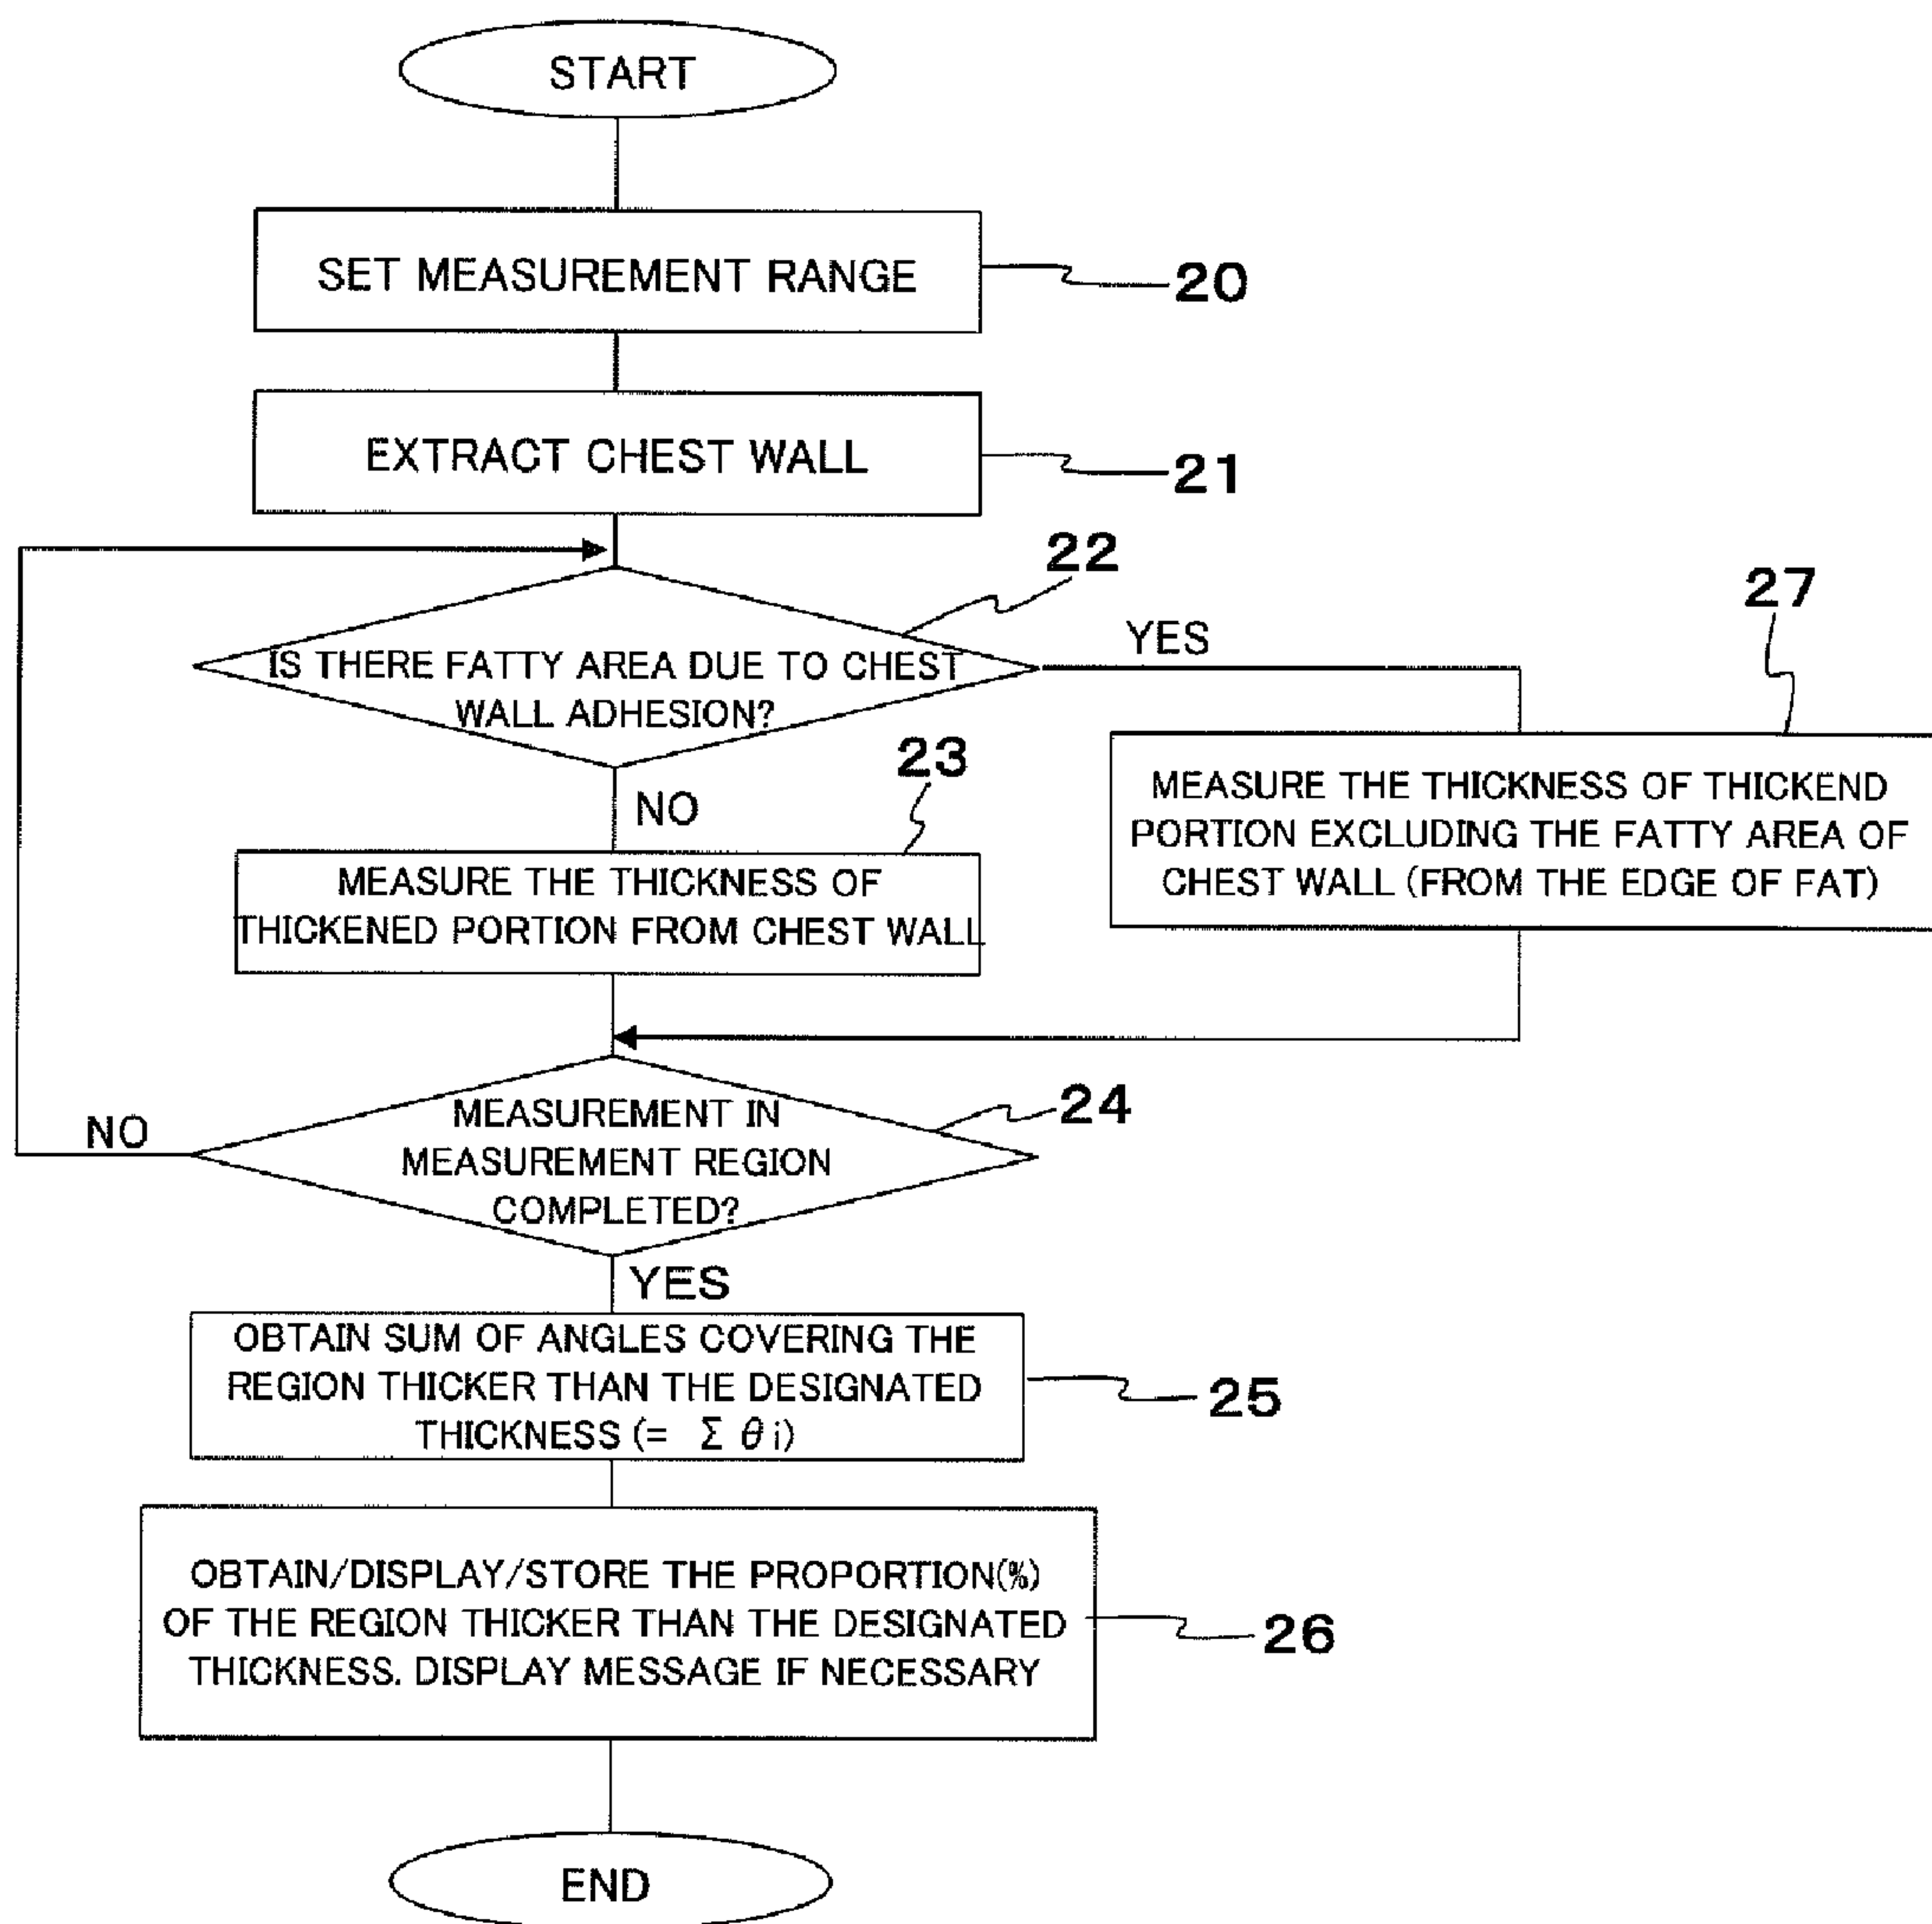 START
SET MEASUREMENT RANGE
20
EXTRACT CHEST WALL
21
22
IS THERE FATTY AREA DUE TO CHEST
WALL ADHESION?
YES
27
NO
23
MEASURE THE THICKNESS OF
THICKENED PORTION FROM CHEST WALL
MEASURE THE THICKNESS OF THICKEND
PORTION EXCLUDING THE FATTY AREA OF
CHEST WALL (FROM THE EDGE OF FAT)
24
NO
MEASUREMENT IN
MEASUREMENT REGION
COMPLETED?
YES
OBTAIN SUM OF ANGLES COVERING THE
REGION THICKER THAN THE DESIGNATED
THICKNESS (= Σ θ i)
25
OBTAIN/DISPLAY/STORE THE PROPORTION(%)
OF THE REGION THICKER THAN THE DESIGNATED
THICKNESS. DISPLAY MESSAGE IF NECESSARY
26
END